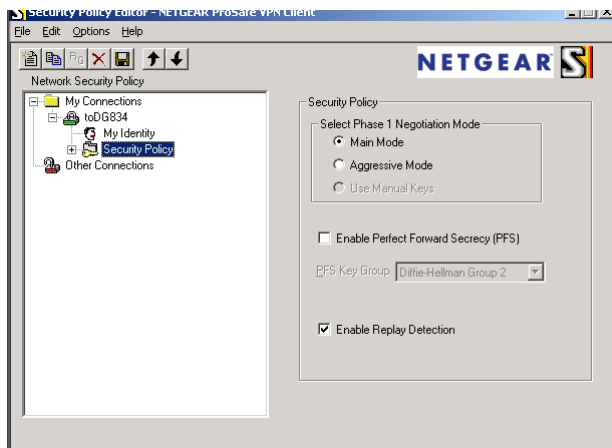 Security Policy Editor - NETGEAR ProSafe VPN Client
File Edit Options Help
NETGEAR S
Network Security Policy
My Connections
toDG834
My Identity
Security Policy
Other Connections
Security Policy
Select Phase 1 Negotiation Mode
Main Mode
Aggressive Mode
Use Manual Keys
Enable Perfect Forward Secrecy (PFS)
PFS Key Group Diffie-Hellman Group 2
Enable Replay Detection